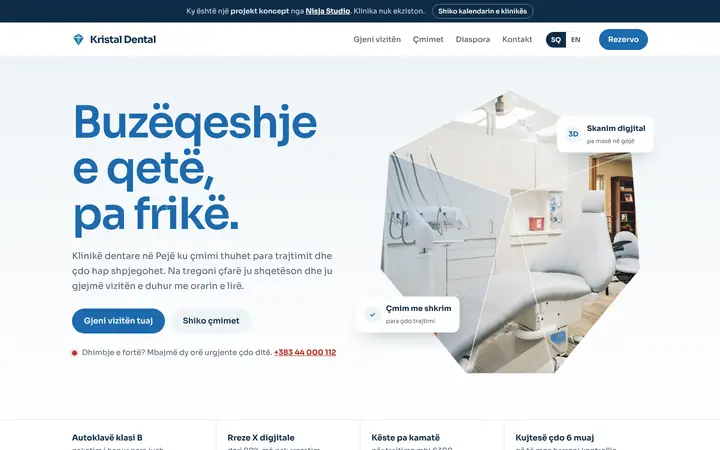 Ky është një projekt koncept nga Nisja Studio. Klinika nuk ekziston.
Shiko kalendarin e klinikës
Kristal Dental
Gjeni vizitën
Çmimet
Diaspora
Kontakt
SQ
EN
Rezervo
Buzëqeshje
e qetë,
pa frikë.
Klinikë dentare në Pejë ku çmimi thuhet para trajtimit dhe
çdo hap shpjegohet. Na tregoni çfarë ju shqetëson dhe ju
gjejmë vizitën e duhur me orarin e lirë.
Gjeni vizitën tuaj
Shiko çmimet
Dhimbje e fortë? Mbajmë dy orë urgjente çdo ditë. +383 44 000 112
3D
Skanim digjital
pa masë në gojë
Çmim me shkrim
para çdo trajtimi
Autoklavë klasi B
Rreze X digjitale
Këste pa kamatë
Kujtesë çdo 6 muaj